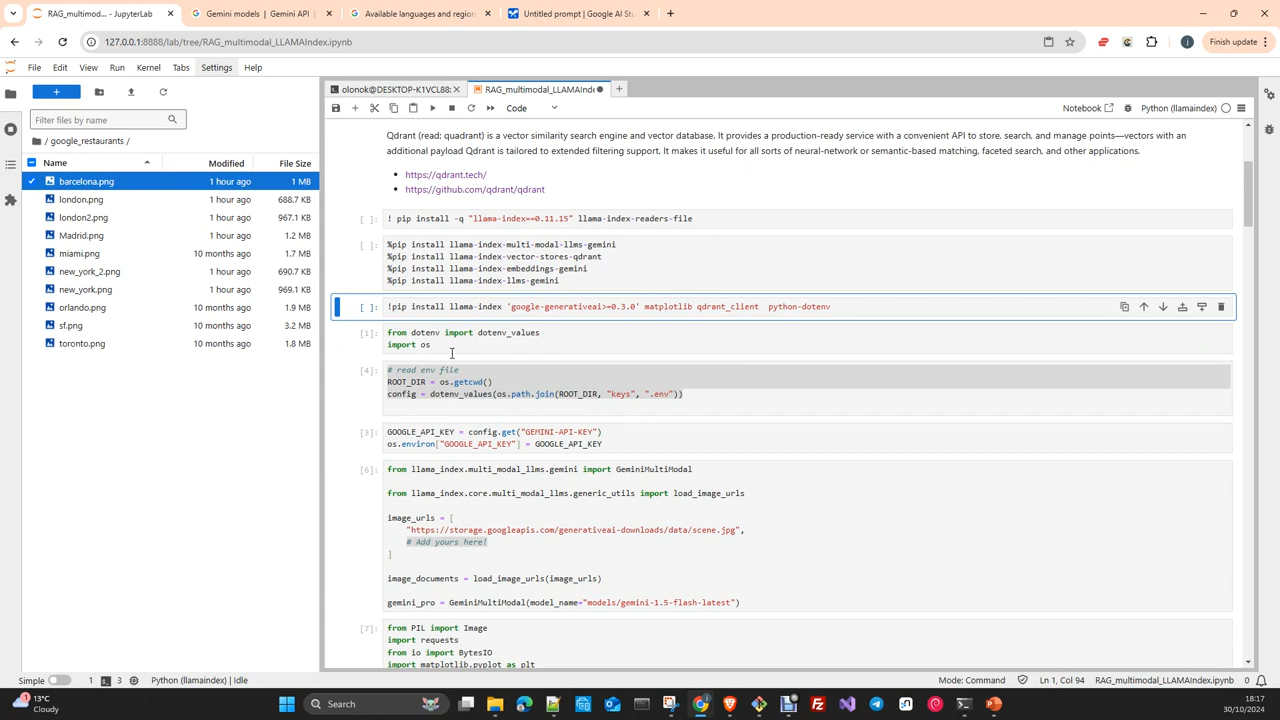 RAG_multimod... - JupyterLab
Gemini models | Gemini API
Available languages and region
Untitled prompt | Google AI Stu
127.0.0.1:8888/lab/tree/RAG_multimodal_LLAMAIndex.ipynb
Finish update
File Edit View Run Kernel Tabs Settings Help
olonok@DESKTOP-K1VCL88:
RAG_multimodal_LLAMAInde
Filter files by name
Code
Notebook
Python (llamaindex)
/ google_restaurants /
Name Modified File Size
barcelona.png 1 hour ago 1 MB
london.png 1 hour ago 688.7 KB
london2.png 1 hour ago 967.1 KB
Madrid.png 1 hour ago 1.2 MB
miami.png 10 months ago 1.7 MB
new_york_2.png 1 hour ago 690.7 KB
new_york.png 1 hour ago 969.1 KB
orlando.png 10 months ago 1.9 MB
sf.png 10 months ago 3.2 MB
toronto.png 10 months ago 1.8 MB
Qdrant (read: quadrant) is a vector similarity search engine and vector database. It provides a production-ready service with a convenient API to store, search, and manage points—vectors with an
additional payload Qdrant is tailored to extended filtering support. It makes it useful for all sorts of neural-network or semantic-based matching, faceted search, and other applications.
• https://qdrant.tech/
• https://github.com/qdrant/qdrant
[ ]: ! pip install -q "llama-index==0.11.15" llama-index-readers-file
[ ]: %pip install llama-index-multi-modal-llms-gemini
%pip install llama-index-vector-stores-qdrant
%pip install llama-index-embeddings-gemini
%pip install llama-index-llms-gemini
[ ]: !pip install llama-index 'google-generativeai>=0.3.0' matplotlib qdrant_client  python-dotenv
[1]: from dotenv import dotenv_values
import os
[4]: # read env file
ROOT_DIR = os.getcwd()
config = dotenv_values(os.path.join(ROOT_DIR, "keys", ".env"))
[3]: GOOGLE_API_KEY = config.get("GEMINI-API-KEY")
os.environ["GOOGLE_API_KEY"] = GOOGLE_API_KEY
[6]: from llama_index.multi_modal_llms.gemini import GeminiMultiModal
from llama_index.core.multi_modal_llms.generic_utils import load_image_urls
image_urls = [
"https://storage.googleapis.com/generativeai-downloads/data/scene.jpg",
# Add yours here!
]
image_documents = load_image_urls(image_urls)
gemini_pro = GeminiMultiModal(model_name="models/gemini-1.5-flash-latest")
[7]: from PIL import Image
import requests
from io import BytesIO
import matplotlib.pyplot as plt
Simple 1 3 Python (llamaindex) | Idle
Mode: Command Ln 1, Col 94 RAG_multimodal_LLAMAIndex.ipynb 0
13°C
Cloudy
Search
18:17
30/10/2024